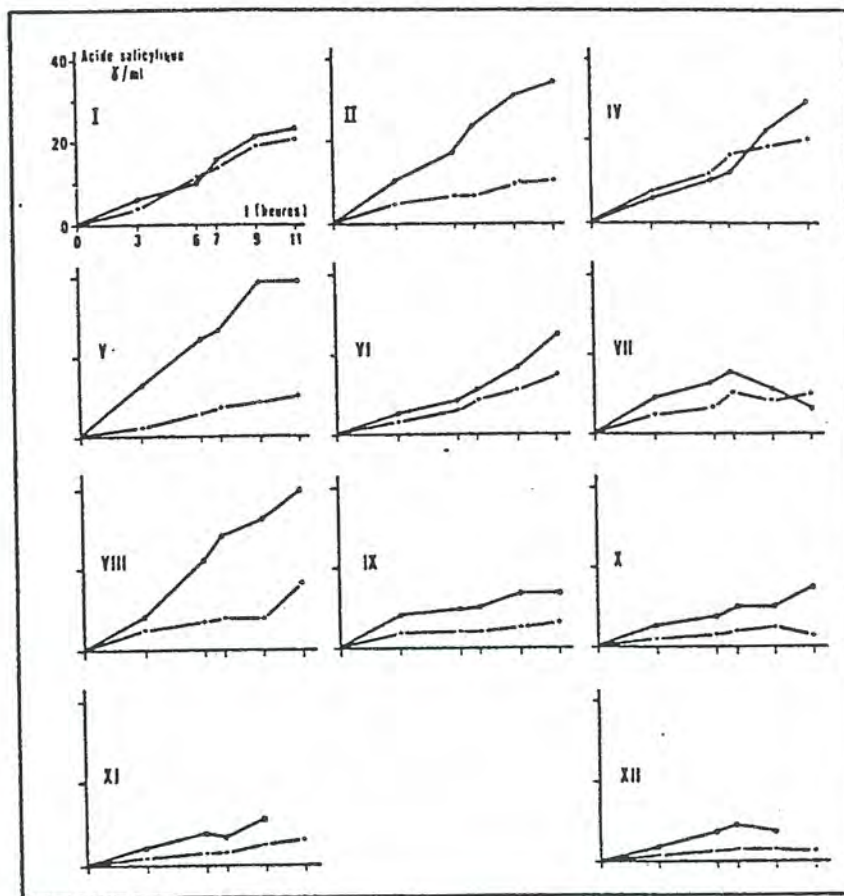 40 Acide salicylique
γ/ml
I
II
IV
20
t (heures)
0
0 3 6 7 9 11
V
VI
VII
VIII
IX
X
XI
XII